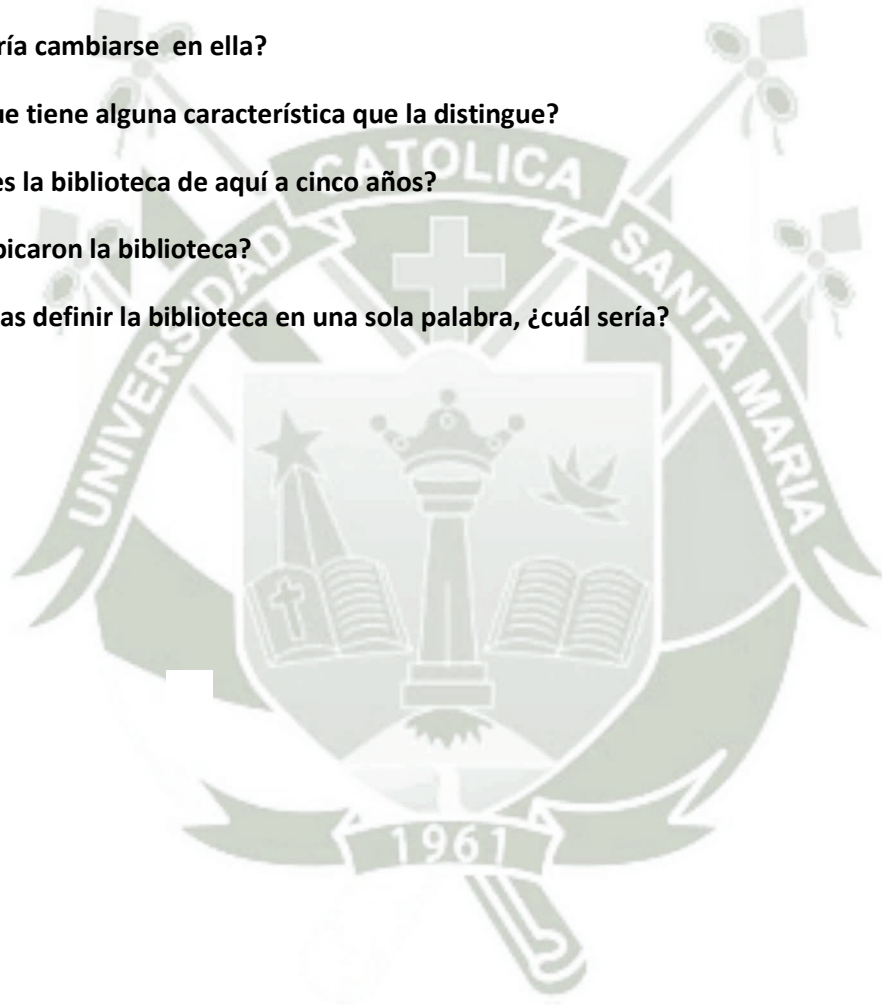 ría cambiarse en ella?
ue tiene alguna característica que la distingue?
es la biblioteca de aquí a cinco años?
bicaron la biblioteca?
as definir la biblioteca en una sola palabra, ¿cuál sería?
UNIVERSIDAD CATOLICA SANTA MARIA
1961